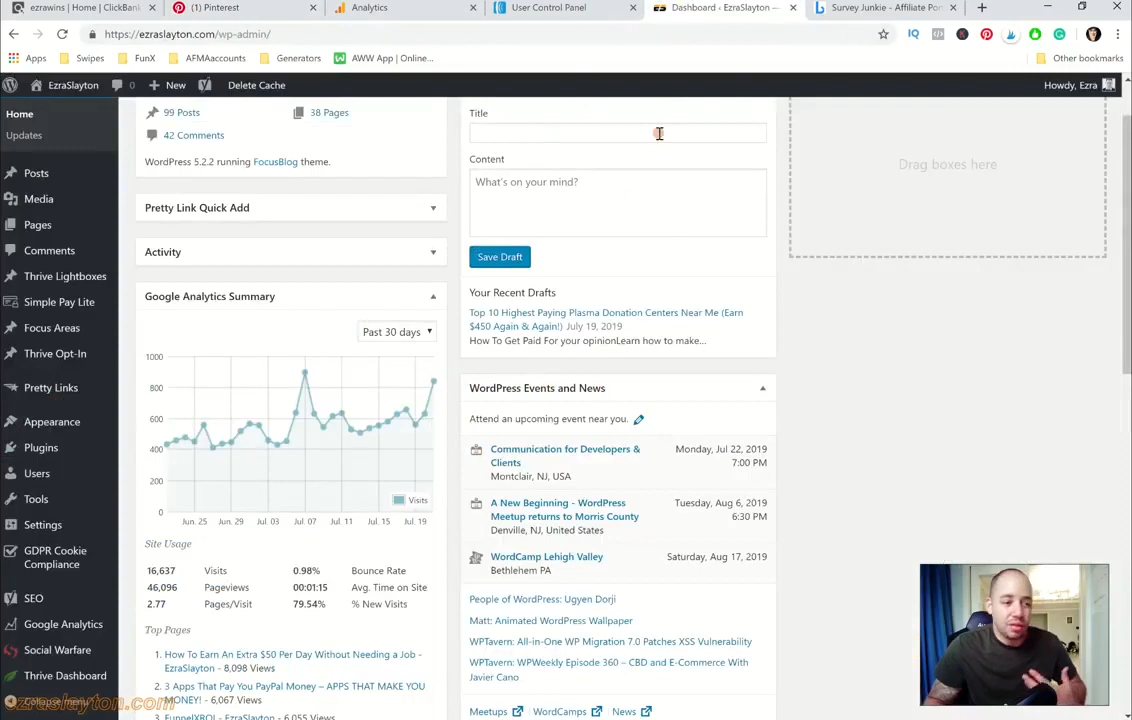 ezrawins | Home | ClickBank
(1) Pinterest
Analytics
User Control Panel
Dashboard ‹ EzraSlayton —
Survey Junkie - Affiliate Por
https://ezraslayton.com/wp-admin/
Apps
Swipes
FunX
AFMAaccounts
Generators
AWW App | Online...
Other bookmarks
EzraSlayton
0
New
Delete Cache
Howdy, Ezra
Home
Updates
Posts
Media
Pages
Comments
Thrive Lightboxes
Simple Pay Lite
Focus Areas
Thrive Opt-In
Pretty Links
Appearance
Plugins
Users
Tools
Settings
GDPR Cookie
Compliance
SEO
Google Analytics
Social Warfare
Thrive Dashboard
ezraslayton.com
99 Posts
38 Pages
42 Comments
WordPress 5.2.2 running FocusBlog theme.
Pretty Link Quick Add
Activity
Google Analytics Summary
Past 30 days
1000
800
600
400
200
0
Visits
Jun. 25 Jun. 29 Jul. 03 Jul. 07 Jul. 11 Jul. 15 Jul. 19
Site Usage
16,637 Visits 0.98% Bounce Rate
46,096 Pageviews 00:01:15 Avg. Time on Site
2.77 Pages/Visit 79.54% % New Visits
Top Pages
1. How To Earn An Extra $50 Per Day Without Needing a Job -
EzraSlayton - 8,098 Views
2. 3 Apps That Pay You PayPal Money – APPS THAT MAKE YOU
MONEY! - 6,067 Views
3. FunnelXROI - EzraSlayton - 6,055 Views
Title
Content
What's on your mind?
Save Draft
Your Recent Drafts
Top 10 Highest Paying Plasma Donation Centers Near Me (Earn
$450 Again & Again!) July 19, 2019
How To Get Paid For your opinionLearn how to make...
WordPress Events and News
Attend an upcoming event near you.
Communication for Developers & Monday, Jul 22, 2019
Clients 7:00 PM
Montclair, NJ, USA
A New Beginning - WordPress Tuesday, Aug 6, 2019
Meetup returns to Morris County 6:30 PM
Denville, NJ, United States
WordCamp Lehigh Valley Saturday, Aug 17, 2019
Bethlehem PA
People of WordPress: Ugyen Dorji
Matt: Animated WordPress Wallpaper
WPTavern: All-in-One WP Migration 7.0 Patches XSS Vulnerability
WPTavern: WPWeekly Episode 360 – CBD and E-Commerce With
Javier Cano
Meetups
WordCamps
News
Drag boxes here